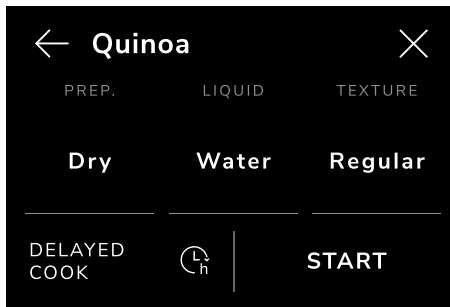 Quinoa
PREP. LIQUID TEXTURE
Dry Water Regular
DELAYED
COOK
h
START